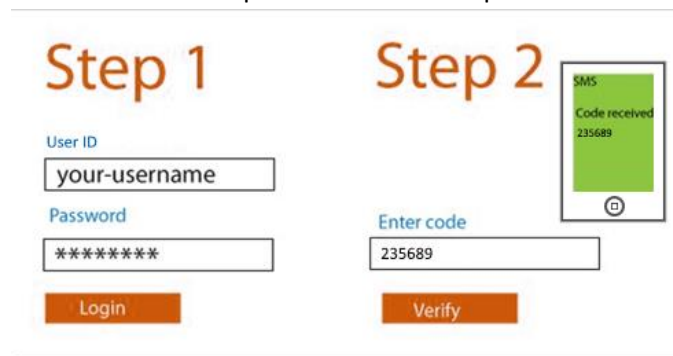 Step 1
User ID
your-username
Password
********
Login
Step 2
SMS
Code received
235689
Enter code
235689
Verify